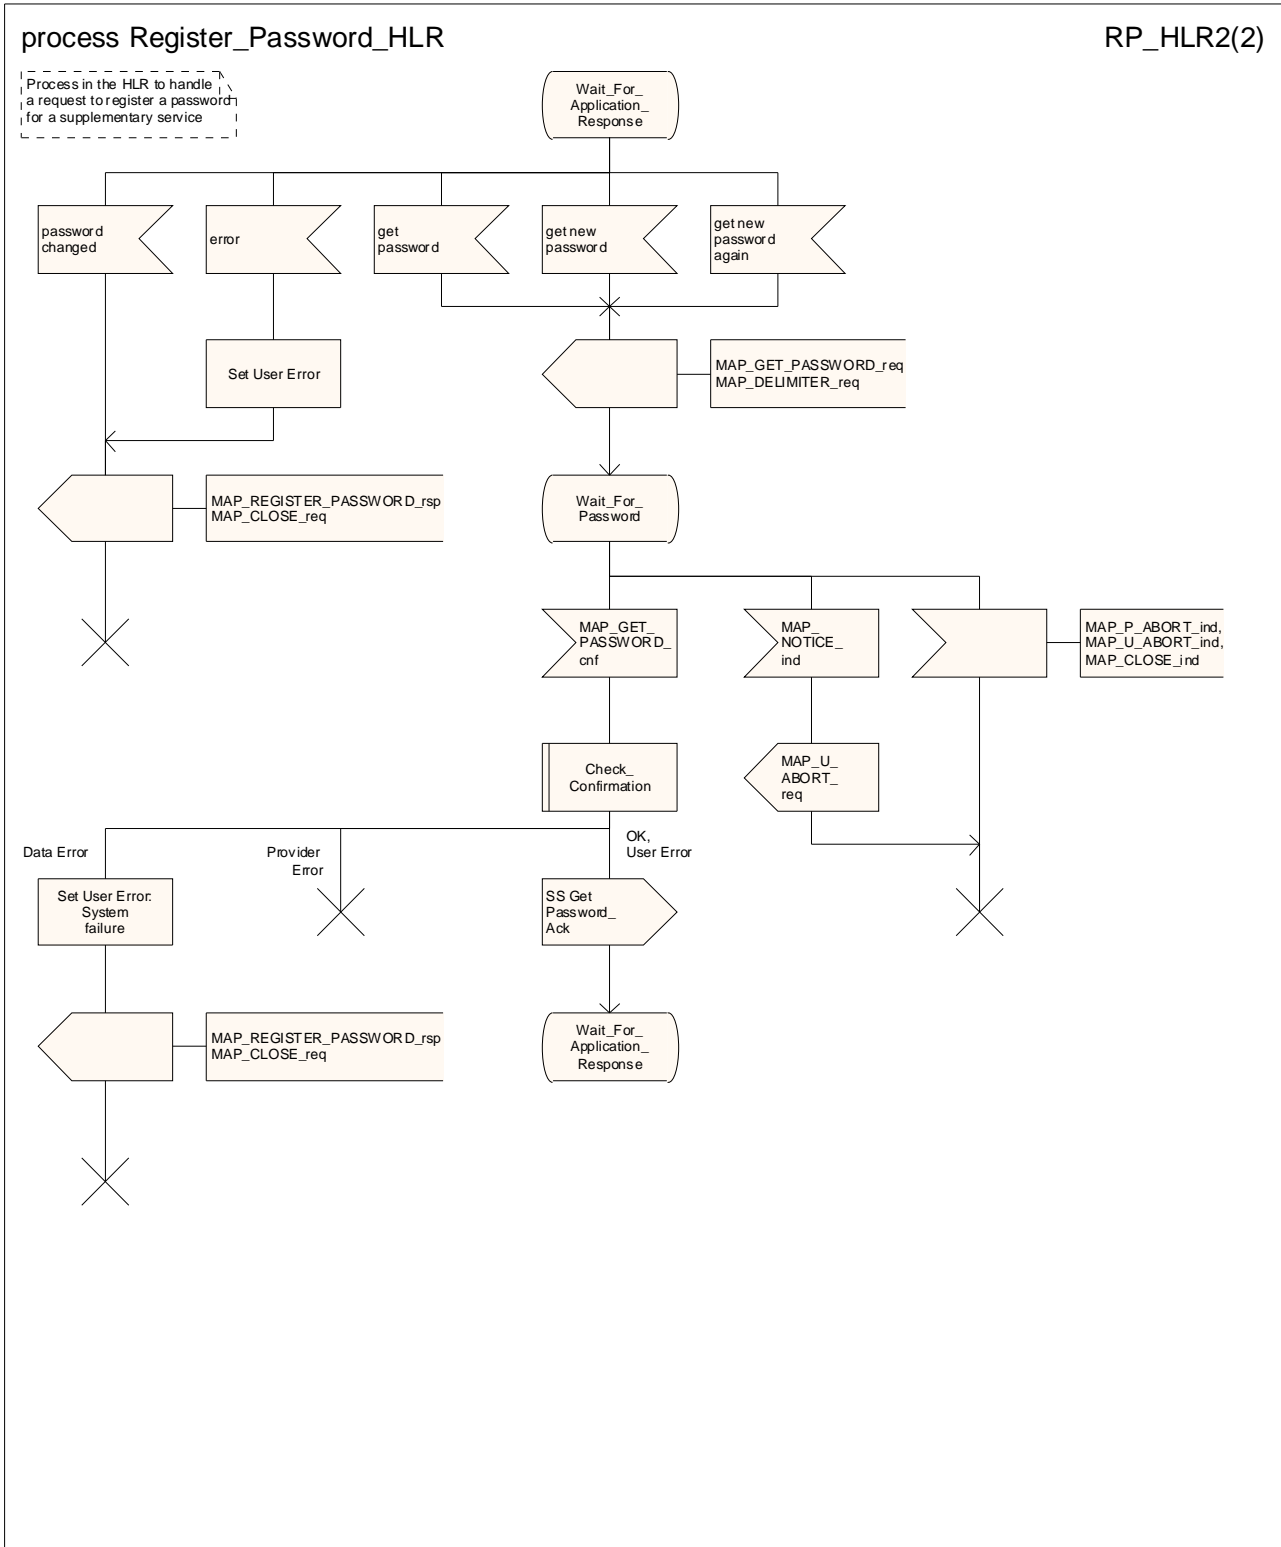 process Register_Password_HLR
RP_HLR2(2)
Process in the HLR to handle
a request to register a password
for a supplementary service
Wait_For_
Application_
Response
password
changed
error
get
password
get new
password
get new
password
again
Set User Error
MAP_GET_PASSWORD_req
MAP_DELIMITER_req
MAP_REGISTER_PASSWORD_rsp
MAP_CLOSE_req
Wait_For_
Password
MAP_GET_
PASSWORD_
cnf
MAP_
NOTICE_
ind
MAP_P_ABORT_ind,
MAP_U_ABORT_ind,
MAP_CLOSE_ind
Check_
Confirmation
MAP_U_
ABORT_
req
Data Error
Provider
Error
OK,
User Error
Set User Error:
System
failure
SS Get
Password_
Ack
MAP_REGISTER_PASSWORD_rsp
MAP_CLOSE_req
Wait_For_
Application_
Response